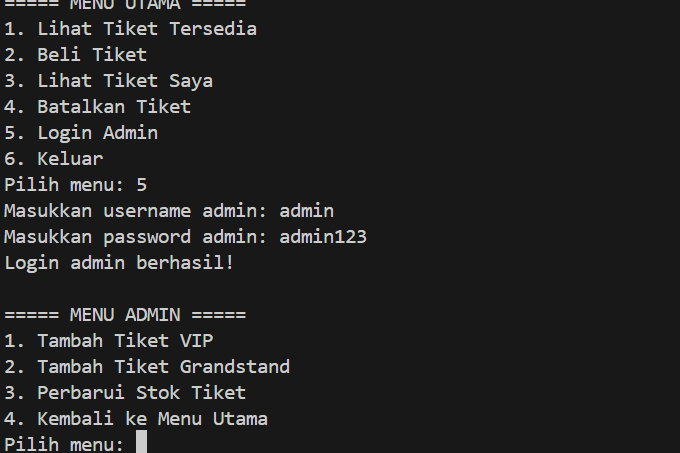 ===== MENU UTAMA =====
1. Lihat Tiket Tersedia
2. Beli Tiket
3. Lihat Tiket Saya
4. Batalkan Tiket
5. Login Admin
6. Keluar
Pilih menu: 5
Masukkan username admin: admin
Masukkan password admin: admin123
Login admin berhasil!

===== MENU ADMIN =====
1. Tambah Tiket VIP
2. Tambah Tiket Grandstand
3. Perbarui Stok Tiket
4. Kembali ke Menu Utama
Pilih menu: